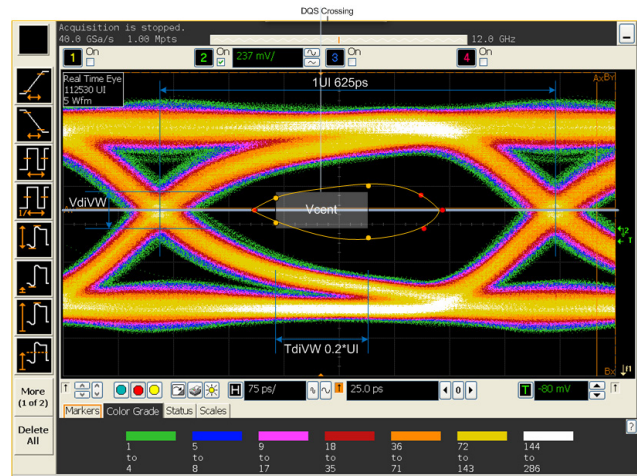 DQS Crossing
Acquisition is stopped.
40.0 GSa/s 1.00 Mpts 12.0 GHz
1 On 2 On 237 mV/ 3 On 4 On
Real Time Eye
112530 UI
5 Wfm
1UI 625ps
VdiVW
Vcent
TdiVW 0.2*UI
More
(1 of 2)
Delete
All
H 75 ps/ 25.0 ps 0 T -80 mV
Markers Color Grade Status Scales
1 5 9 18 36 72 144
to to to to to to to
4 8 17 35 71 143 286